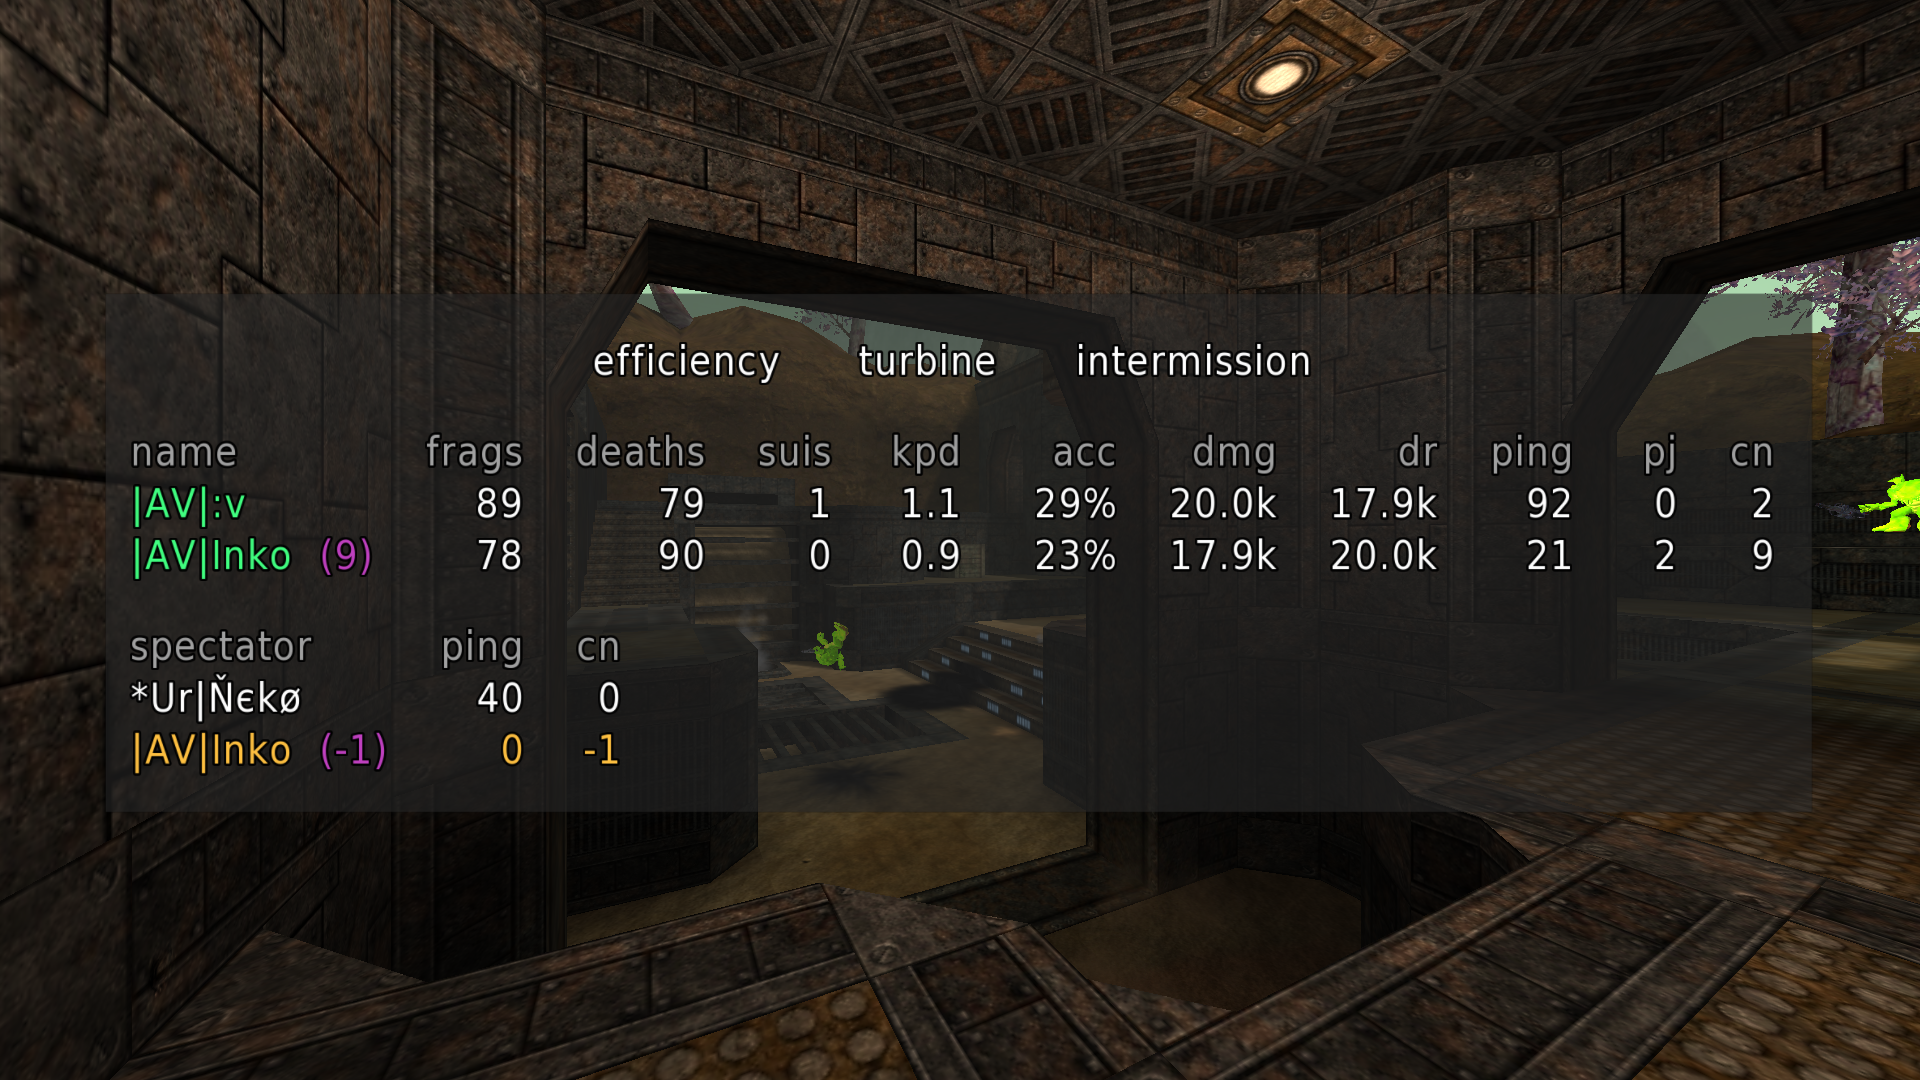 efficiency turbine intermission
name frags deaths suis kpd acc dmg dr ping pj cn
|AV|:v 89 79 1 1.1 29% 20.0k 17.9k 92 0 2
|AV|Inko (9) 78 90 0 0.9 23% 17.9k 20.0k 21 2 9
spectator ping cn
*Ur|Ňєkø 40 0
|AV|Inko (-1) 0 -1